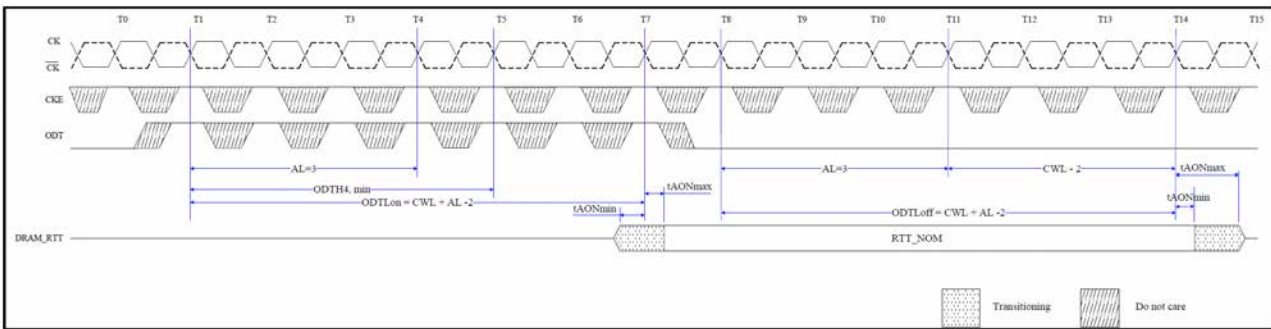 T0 T1 T2 T3 T4 T5 T6 T7 T8 T9 T10 T11 T12 T13 T14 T15
CK
CK
CKE
ODT
AL=3 AL=3 CWL - 2 tAONmax
ODTH4, min tAONmax
ODTLon = CWL + AL -2 tAONmin
tAONmin ODTLoff = CWL + AL -2
DRAM_RTT RTT_NOM
Transitioning Do not care